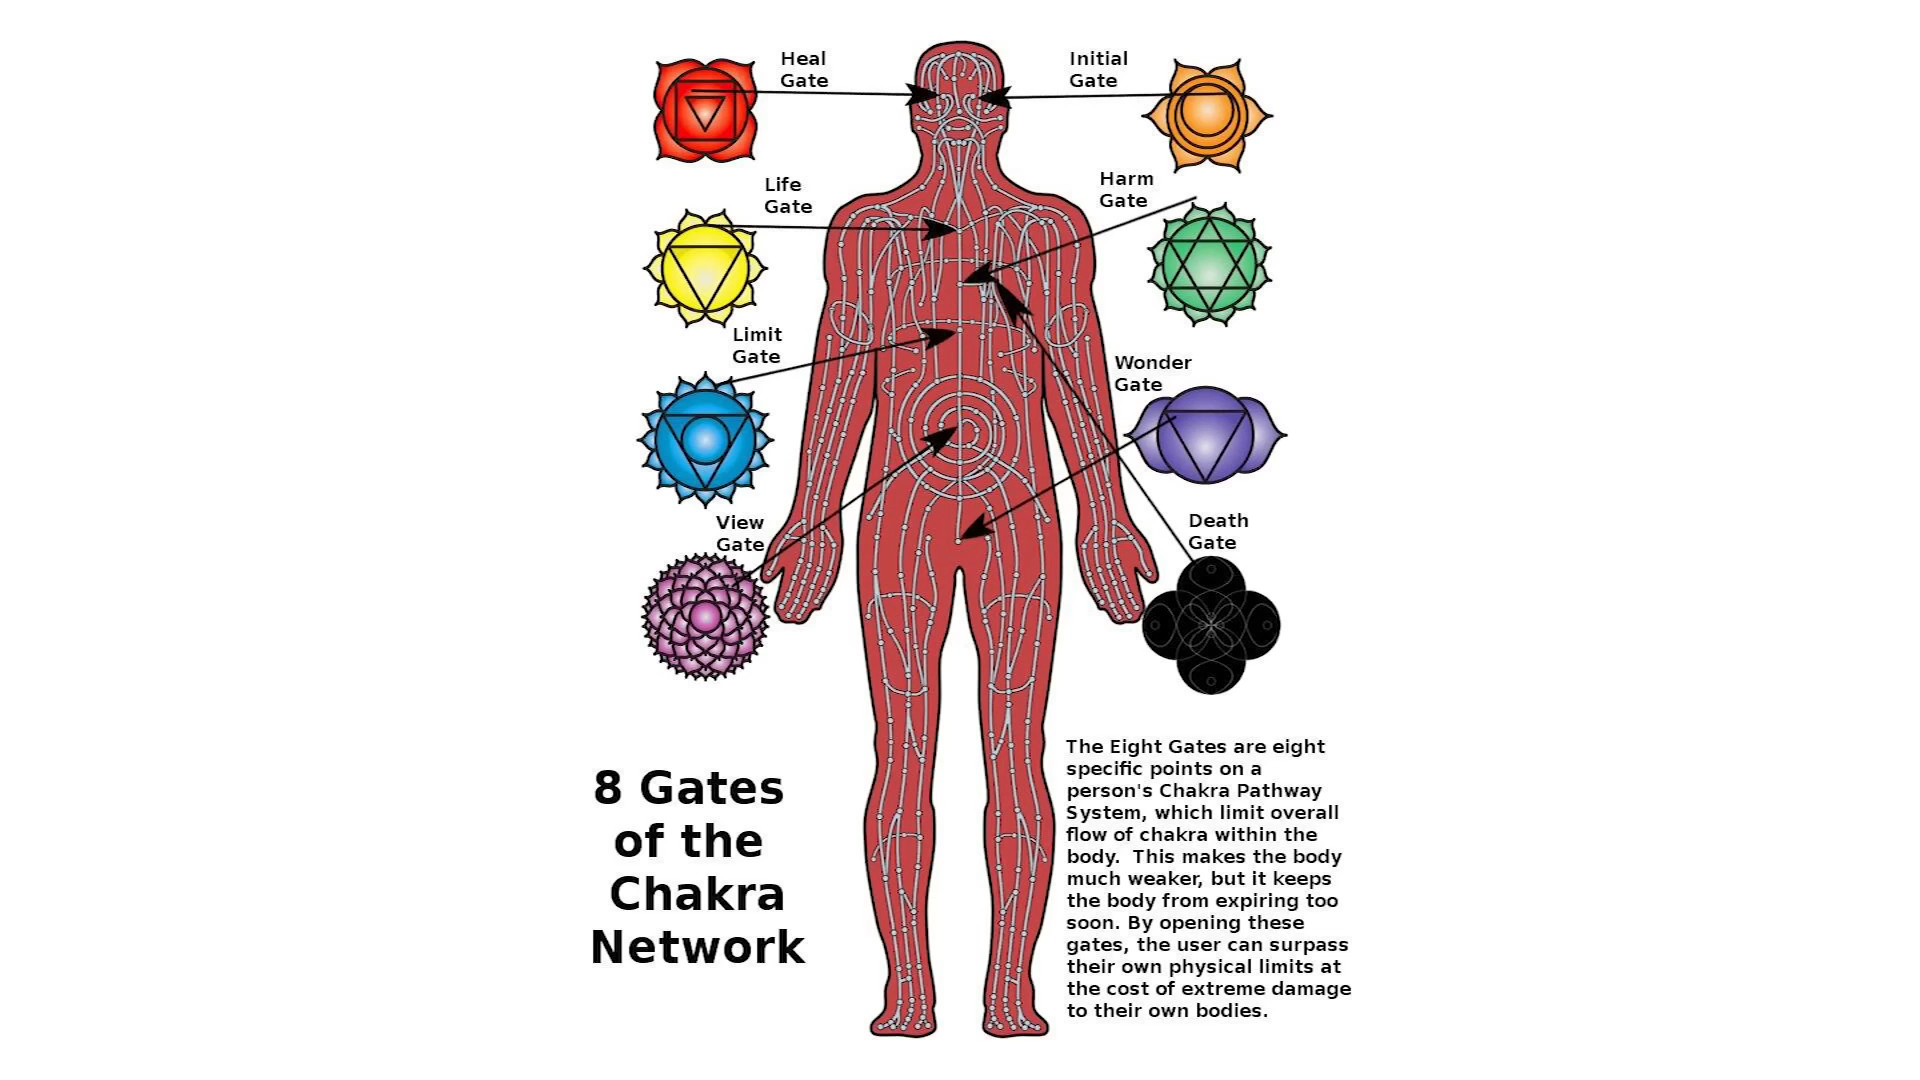 Heal
Gate
Initial
Gate
Life
Gate
Harm
Gate
Limit
Gate
Wonder
Gate
View
Gate
Death
Gate
8 Gates
of the
Chakra
Network
The Eight Gates are eight
specific points on a
person's Chakra Pathway
System, which limit overall
flow of chakra within the
body.  This makes the body
much weaker, but it keeps
the body from expiring too
soon. By opening these
gates, the user can surpass
their own physical limits at
the cost of extreme damage
to their own bodies.